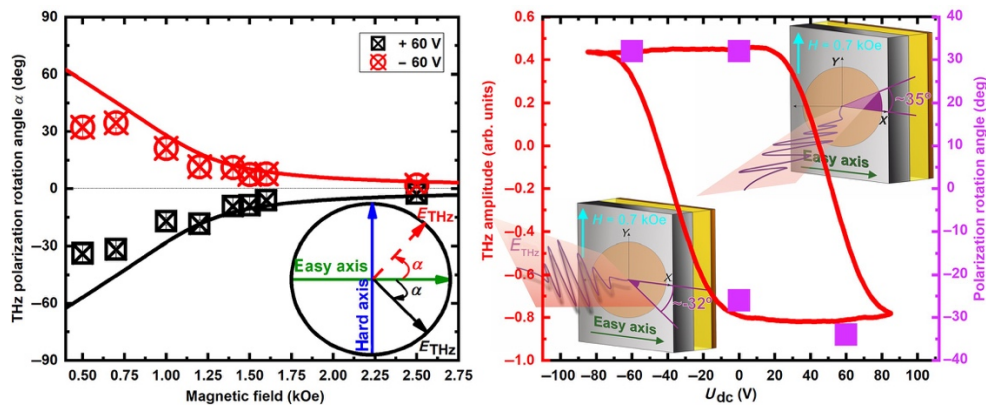 THz polarization rotation angle α (deg)
90
60
30
0
−30
−60
−90
+ 60 V
− 60 V
Easy axis
Hard axis
α
α
E_THz
E_THz
0.50 0.75 1.00 1.25 1.50 1.75 2.00 2.25 2.50 2.75
Magnetic field (kOe)
THz amplitude (arb. units)
0.6
0.4
0.2
0.0
−0.2
−0.4
−0.6
−0.8
−1.0
H = 0.7 kOe
Y
X
≈35°
Easy axis
H = 0.7 kOe
E_THz
Y
X
≈-32°
Easy axis
40
30
20
10
0
−10
−20
−30
−40
Polarization rotation angle (deg)
−100 −80 −60 −40 −20 0 20 40 60 80 100
U_dc (V)